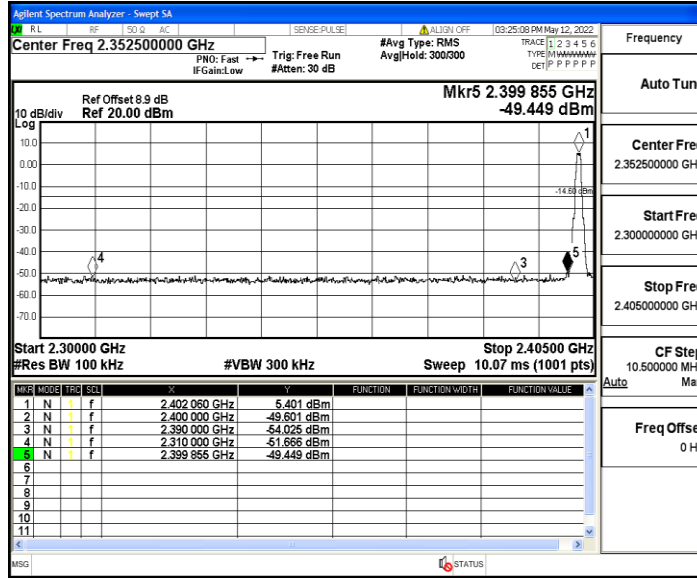 Agilent Spectrum Analyzer - Swept SA
RL RF 50 Ω AC SENSE:PULSE ALIGN OFF 03:25:08 PM May 12, 2022
Center Freq 2.352500000 GHz
#Avg Type: RMS
TRACE 1 2 3 4 5 6
PNO: Fast Trig: Free Run
Avg|Hold: 300/300
TYPE M
IFGain:Low #Atten: 30 dB
DET P P P P P P
Mkr5 2.399 855 GHz
-49.449 dBm
Ref Offset 8.9 dB
10 dB/div Ref 20.00 dBm
Log
1
10.0
0.00
-10.0
-14.60 dBm
-20.0
-30.0
-40.0
4
3
5
-50.0
-60.0
-70.0
Start 2.30000 GHz
Stop 2.40500 GHz
#Res BW 100 kHz
#VBW 300 kHz
Sweep 10.07 ms (1001 pts)
MKR MODE TRC SCL X Y FUNCTION FUNCTION WIDTH FUNCTION VALUE
1 N 1 f 2.402 060 GHz 5.401 dBm
2 N 1 f 2.400 000 GHz -49.601 dBm
3 N 1 f 2.390 000 GHz -54.025 dBm
4 N 1 f 2.310 000 GHz -51.666 dBm
5 N 1 f 2.399 855 GHz -49.449 dBm
6
7
8
9
10
11
MSG
STATUS
Frequency
Auto Tun
Center Fre
2.352500000 GH
Start Fre
2.300000000 GH
Stop Fre
2.405000000 GH
CF Step
10.500000 MH
Auto Ma
Freq Offse
0 H